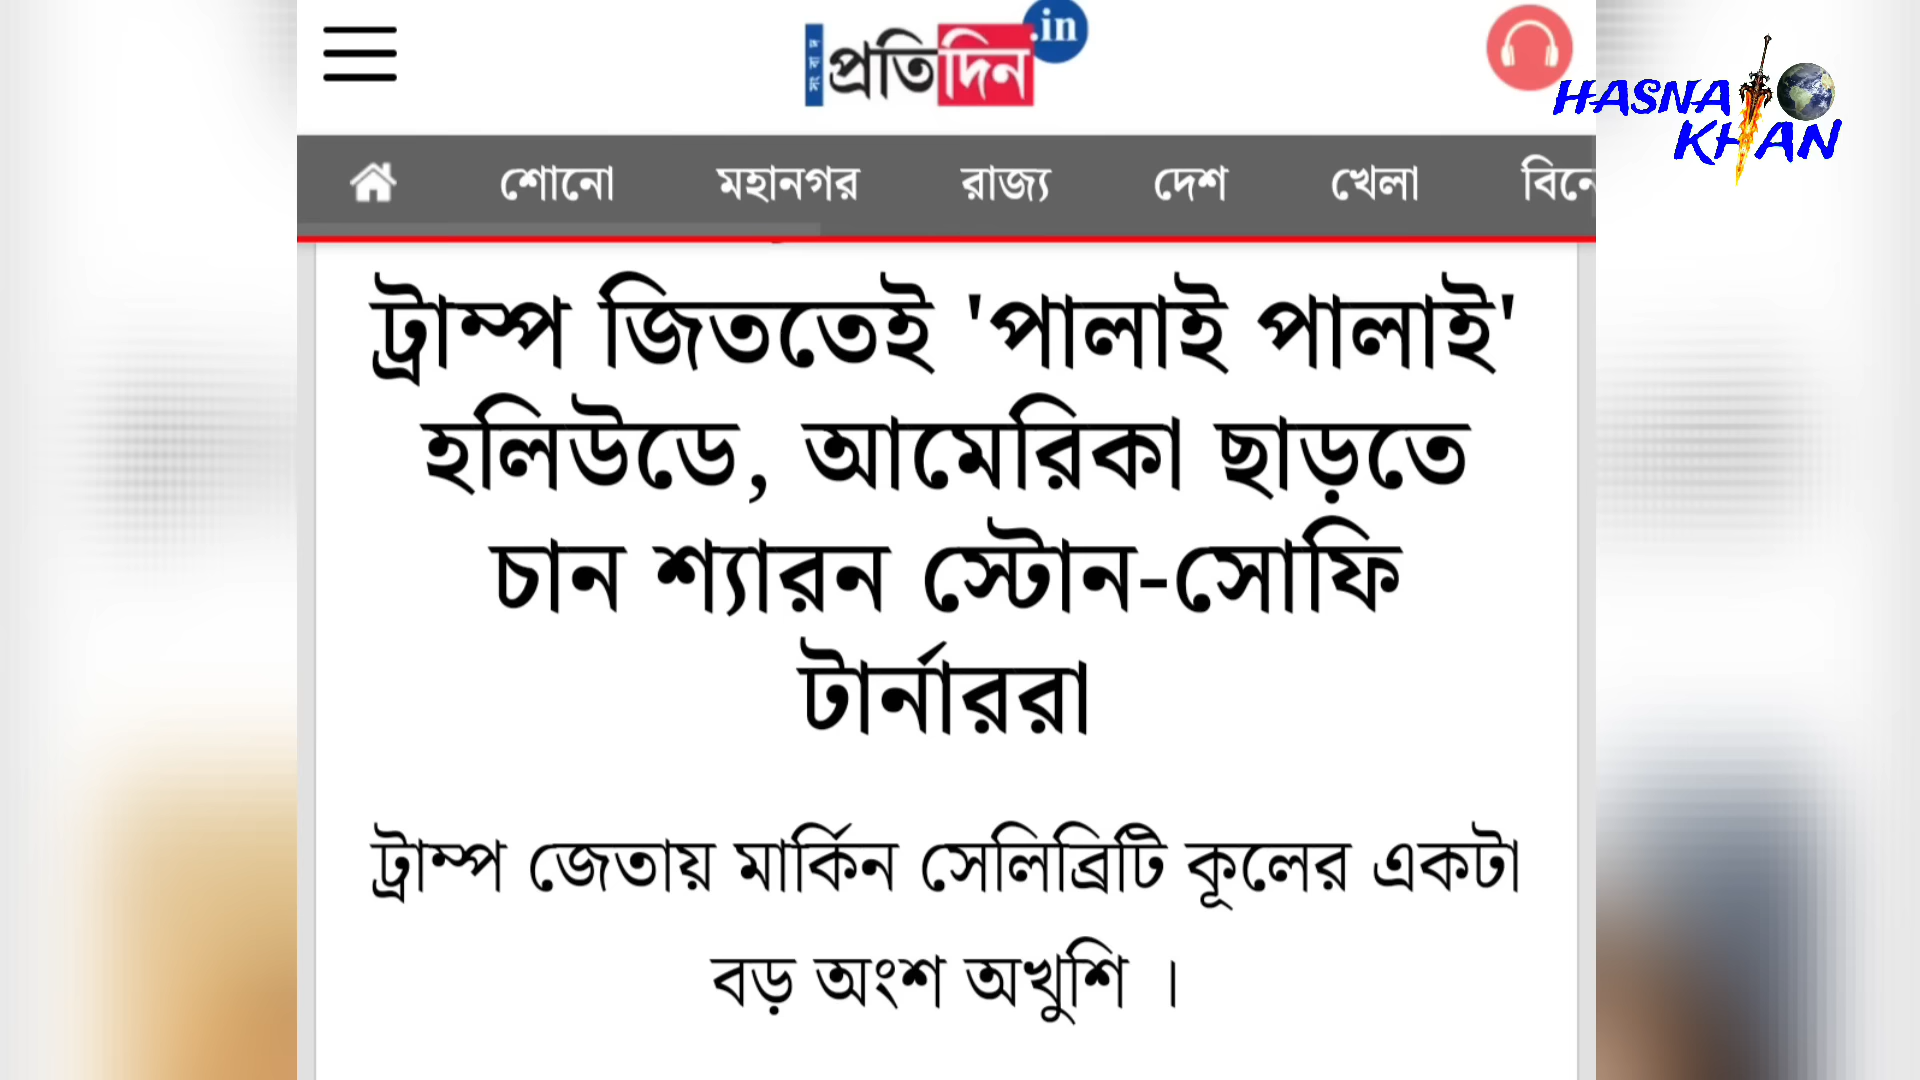 সংবাদ প্রতিদিন .in
HASNA
KHAN
শোনো মহানগর রাজ্য দেশ খেলা
ট্রাম্প জিততেই 'পালাই পালাই'
হলিউডে, আমেরিকা ছাড়তে
চান শ্যারন স্টোন-সোফি
টার্নাররা
ট্রাম্প জেতায় মার্কিন সেলিব্রিটি কূলের একটা
বড় অংশ অখুশি ।